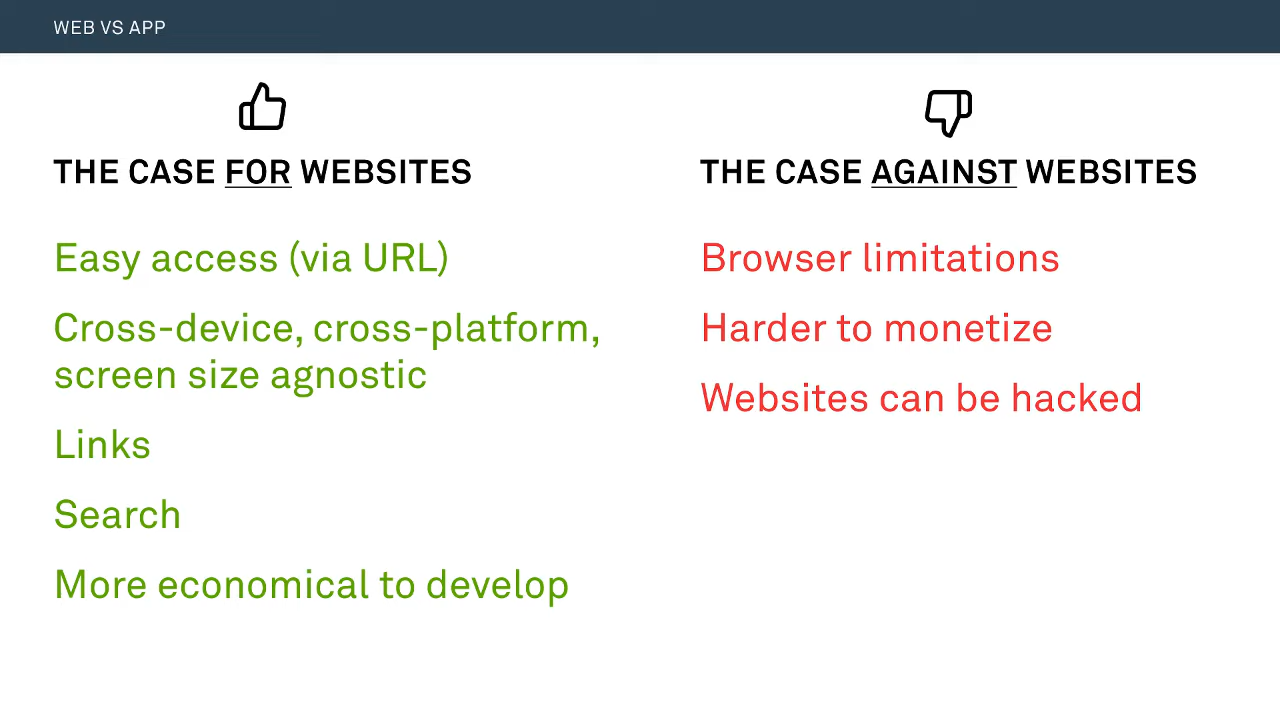 WEB VS APP
THE CASE FOR WEBSITES
Easy access (via URL)
Cross-device, cross-platform,
screen size agnostic
Links
Search
More economical to develop
THE CASE AGAINST WEBSITES
Browser limitations
Harder to monetize
Websites can be hacked